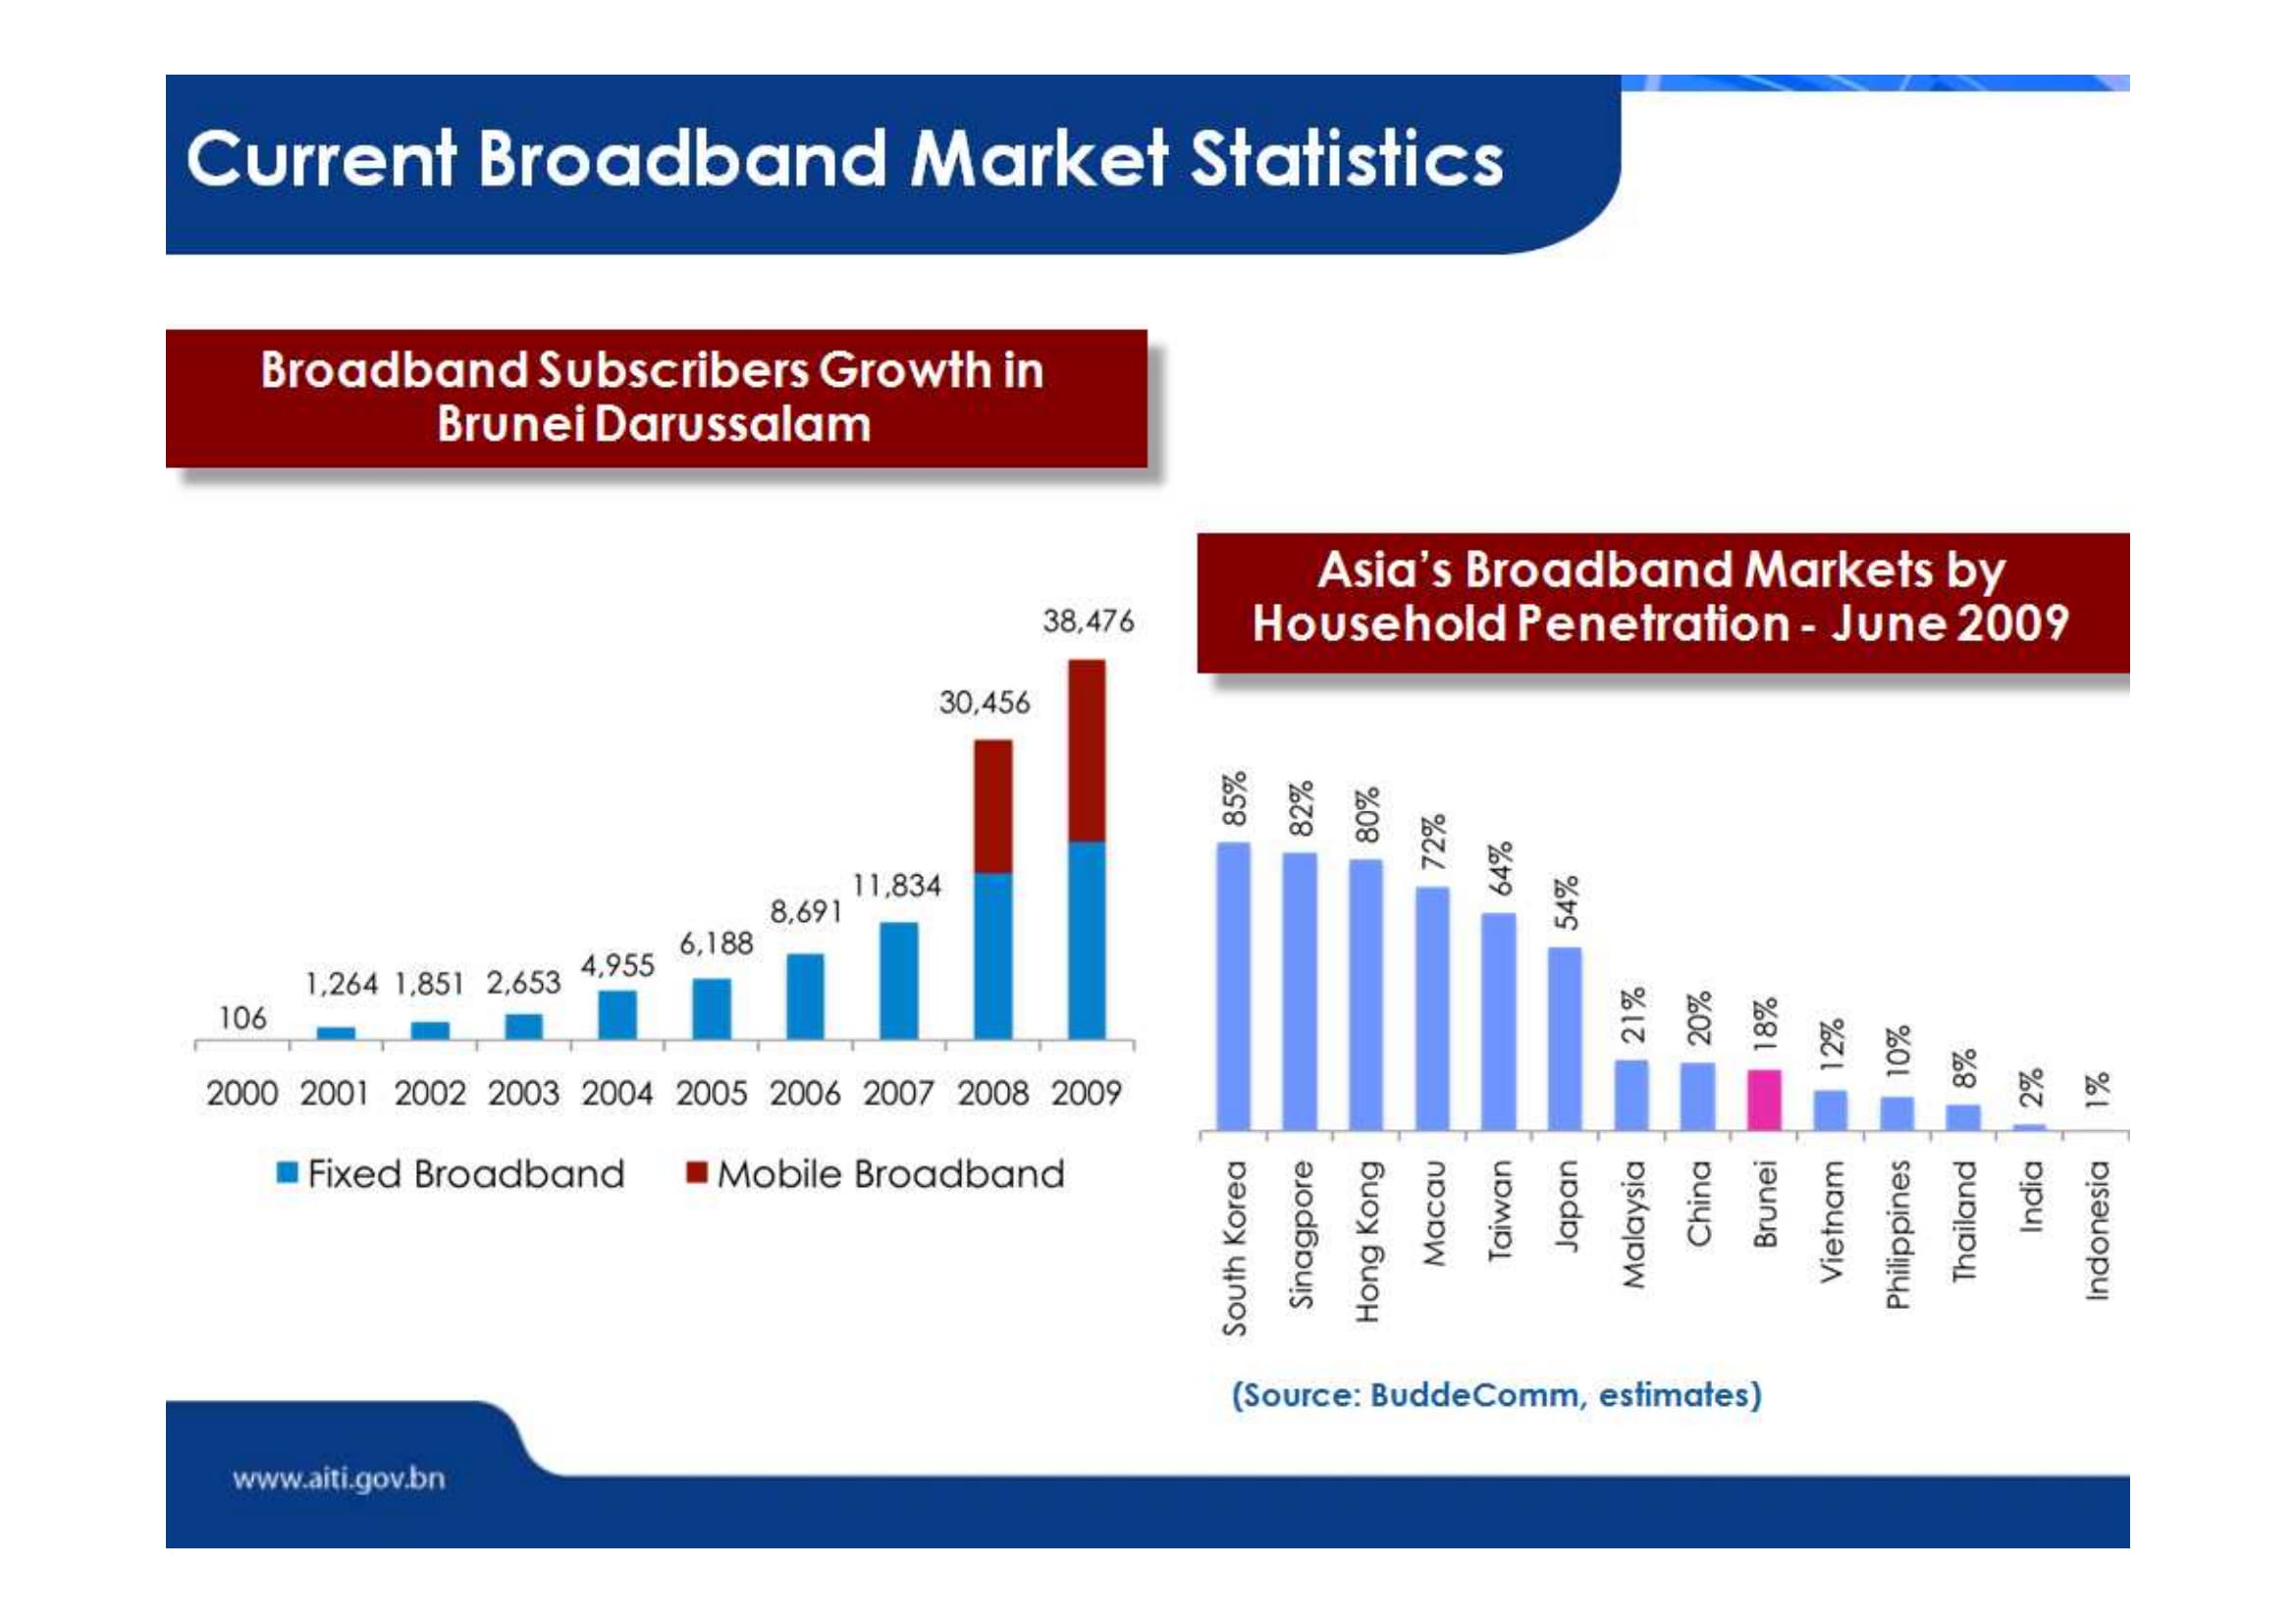 Current Broadband Market Statistics
Broadband Subscribers Growth in
Brunei Darussalam
38,476
30,456
11,834
8,691
6,188
4,955
1,264 1,851 2,653
106
2000 2001 2002 2003 2004 2005 2006 2007 2008 2009
Fixed Broadband Mobile Broadband
Asia's Broadband Markets by
Household Penetration - June 2009
85%
82%
80%
72%
64%
54%
21%
20%
18%
12%
10%
8%
2%
1%
South Korea
Sinagpore
Hong Kong
Macau
Taiwan
Japan
Malaysia
China
Brunei
Vietnam
Philippines
Thailand
India
Indonesia
(Source: BuddeComm, estimates)
www.aiti.gov.bn